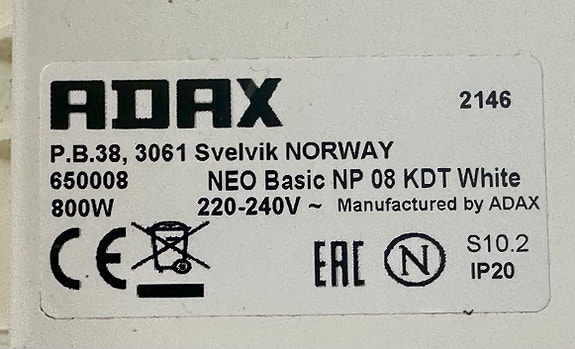 ADAX
2146
P.B.38, 3061 Svelvik NORWAY
650008 NEO Basic NP 08 KDT White
800W 220-240V ~ Manufactured by ADAX
CE EAC N S10.2
IP20